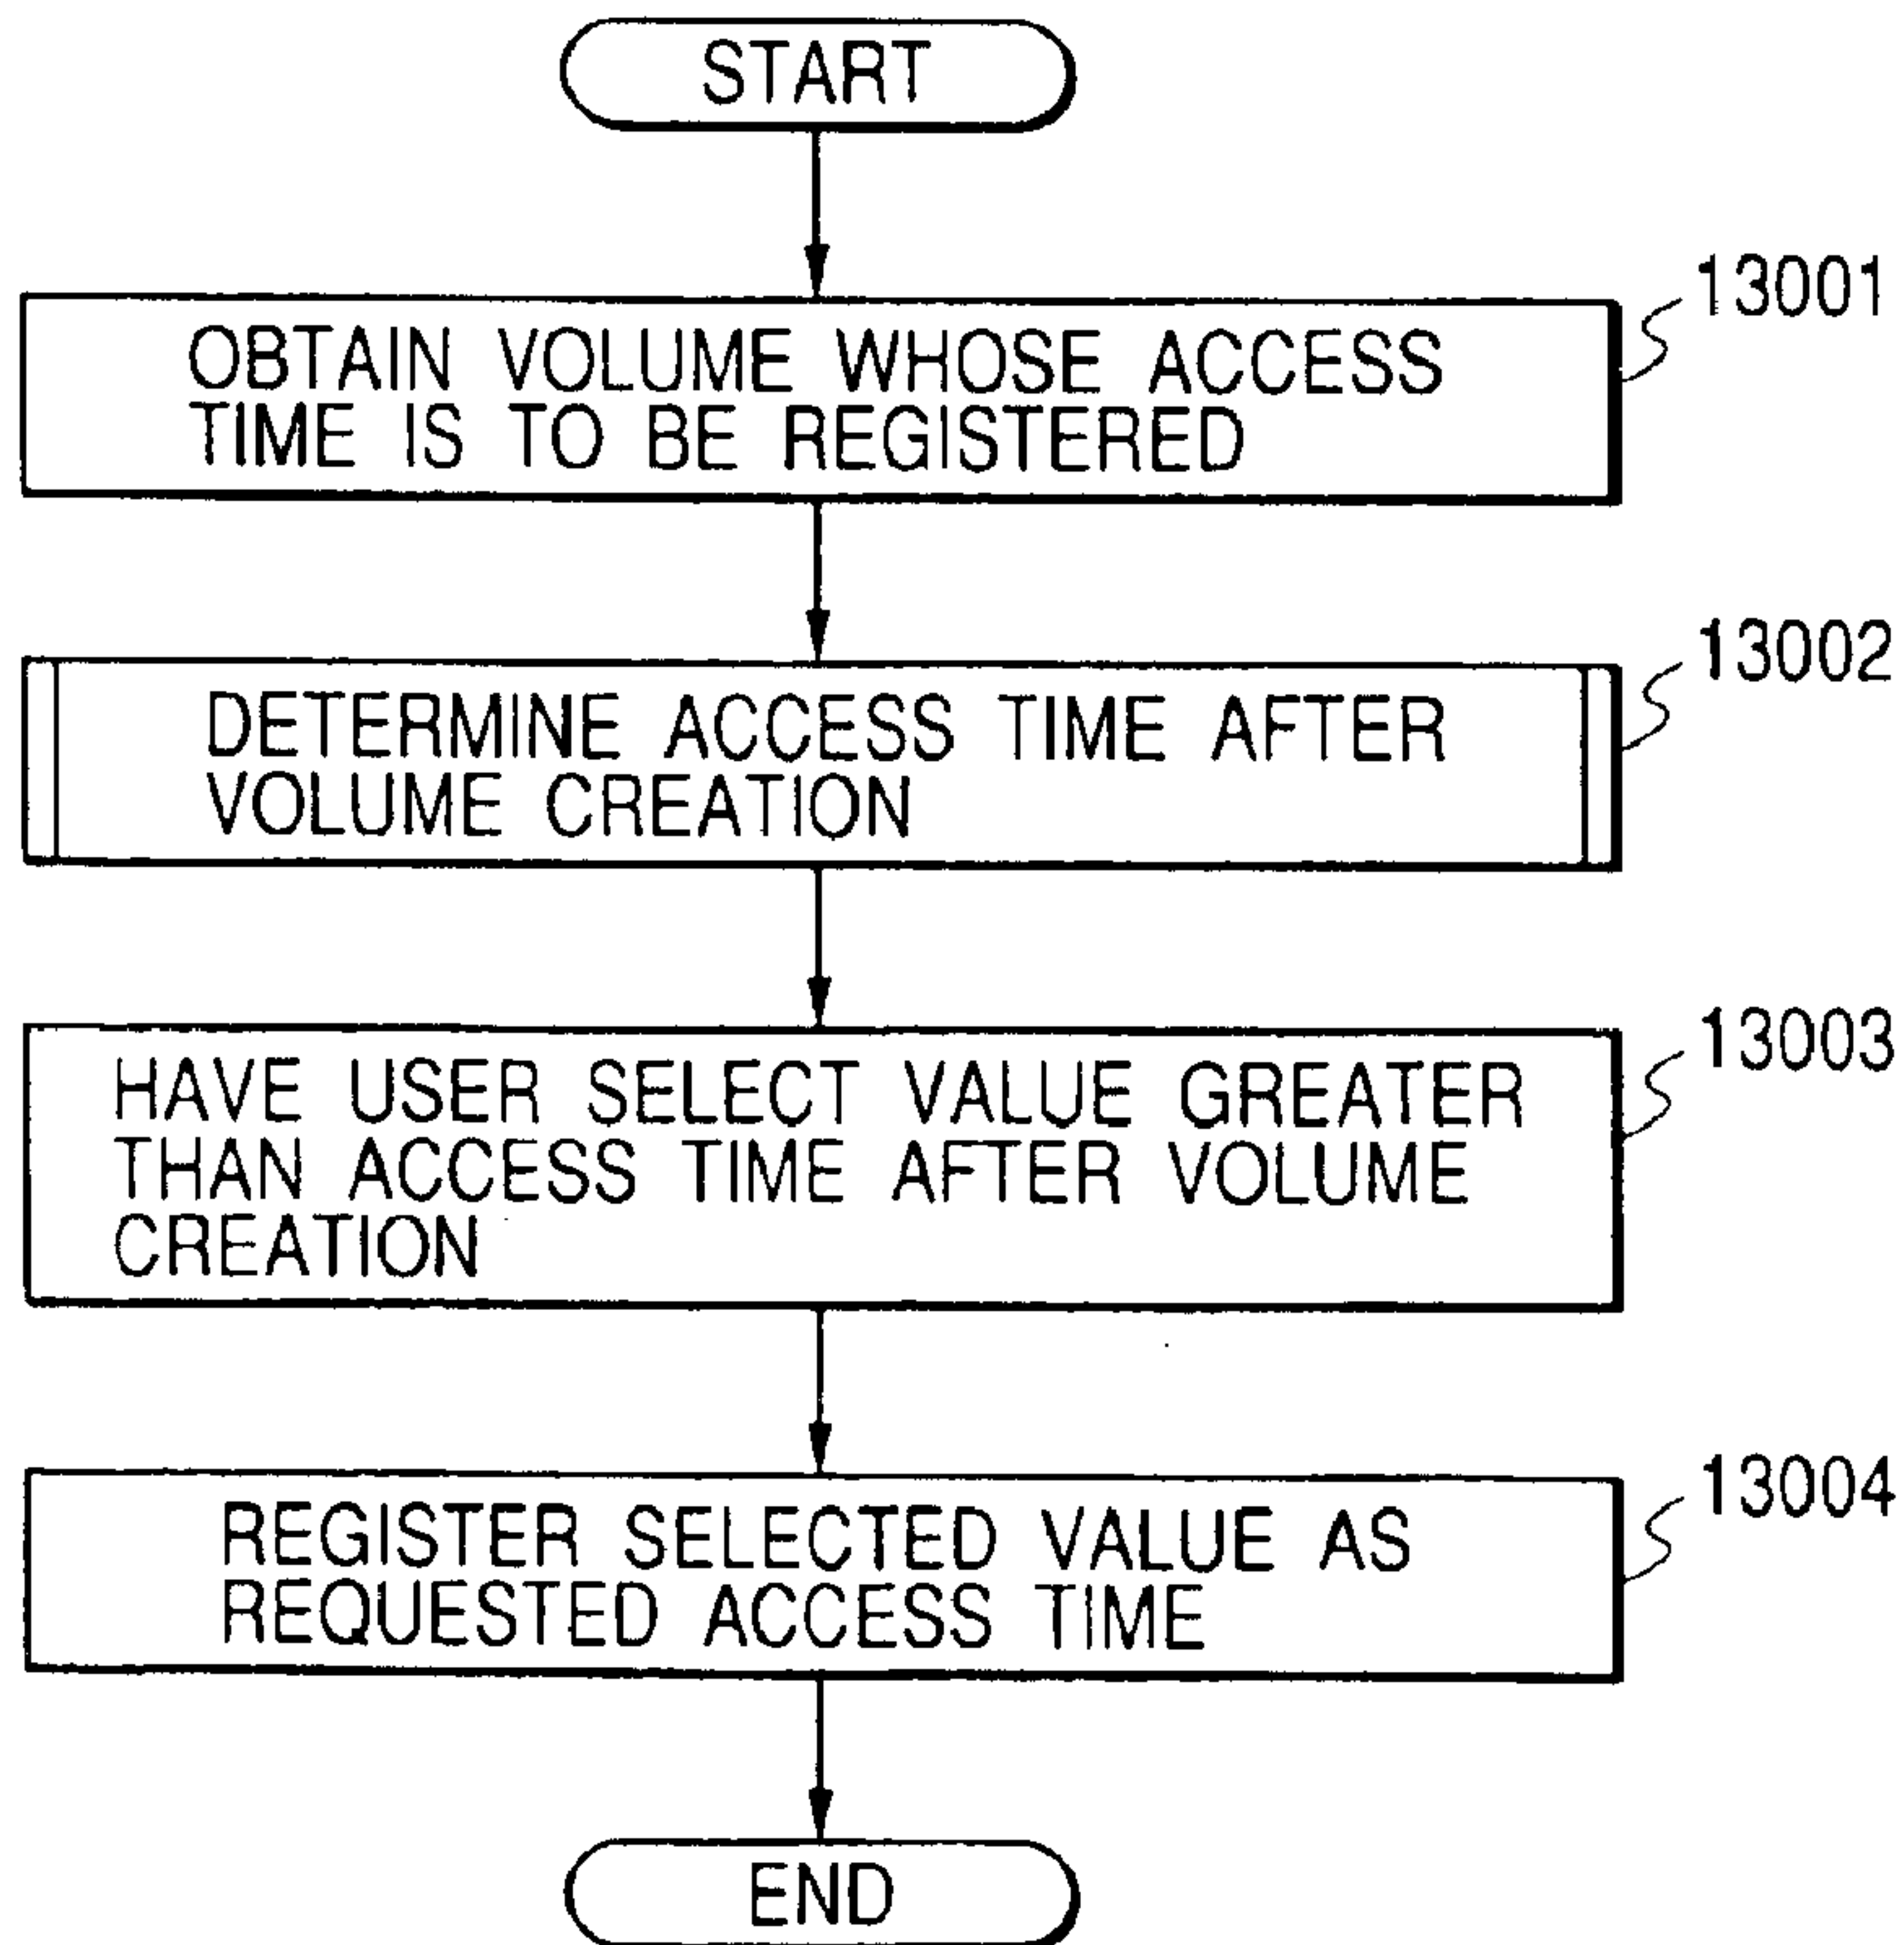 START
13001
OBTAIN VOLUME WHOSE ACCESS
TIME IS TO BE REGISTERED
13002
DETERMINE ACCESS TIME AFTER
VOLUME CREATION
13003
HAVE USER SELECT VALUE GREATER
THAN ACCESS TIME AFTER VOLUME
CREATION
13004
REGISTER SELECTED VALUE AS
REQUESTED ACCESS TIME
END